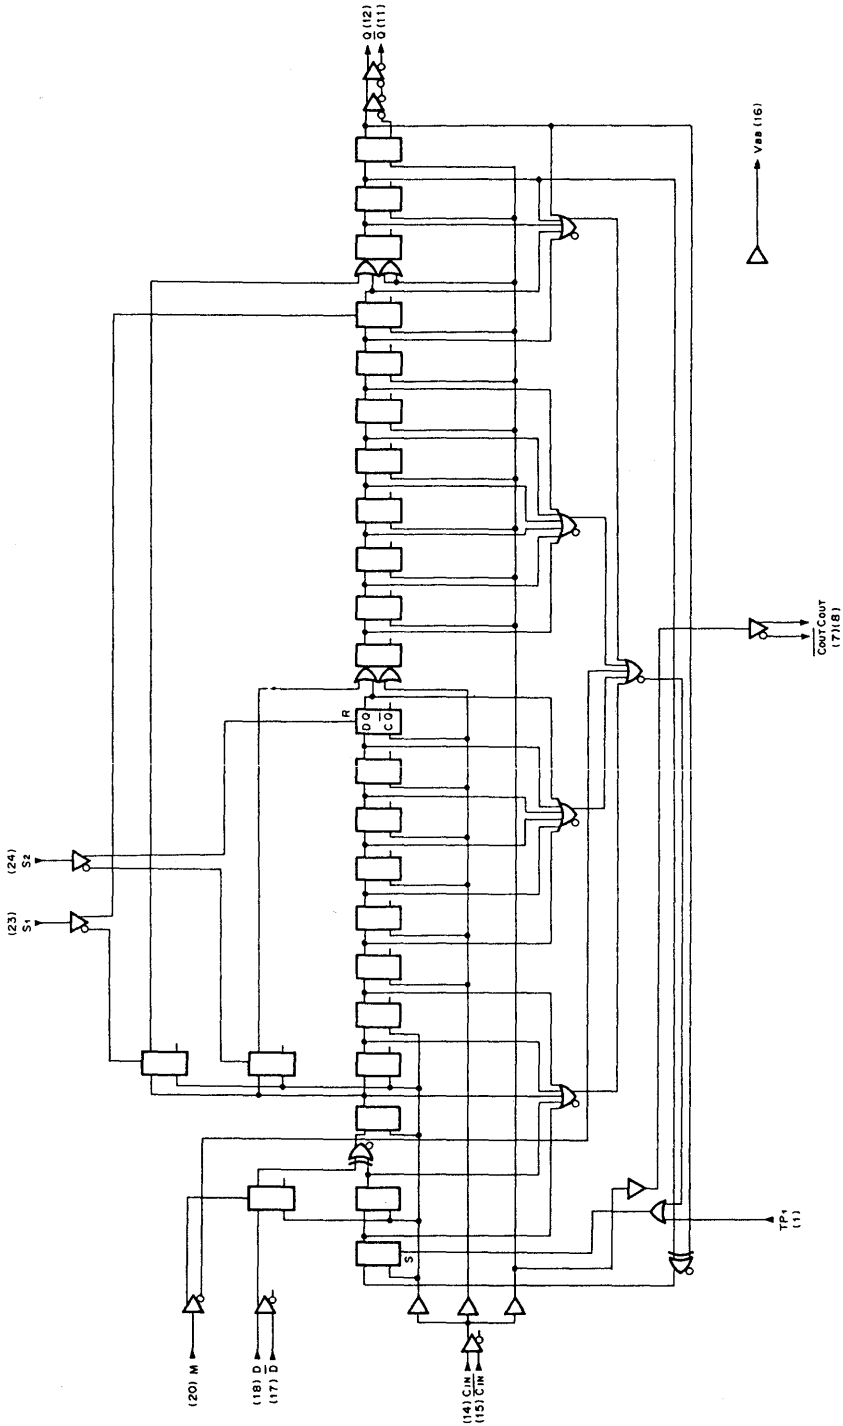 Q (12)
Q (11)
VBB (16)
(24)
S2
(23)
S1
R
D Q
C Q
COUT COUT
(7)(8)
S
TP1
(1)
(20) M
(18) D
(17) D
(14) CIN
(15) CIN